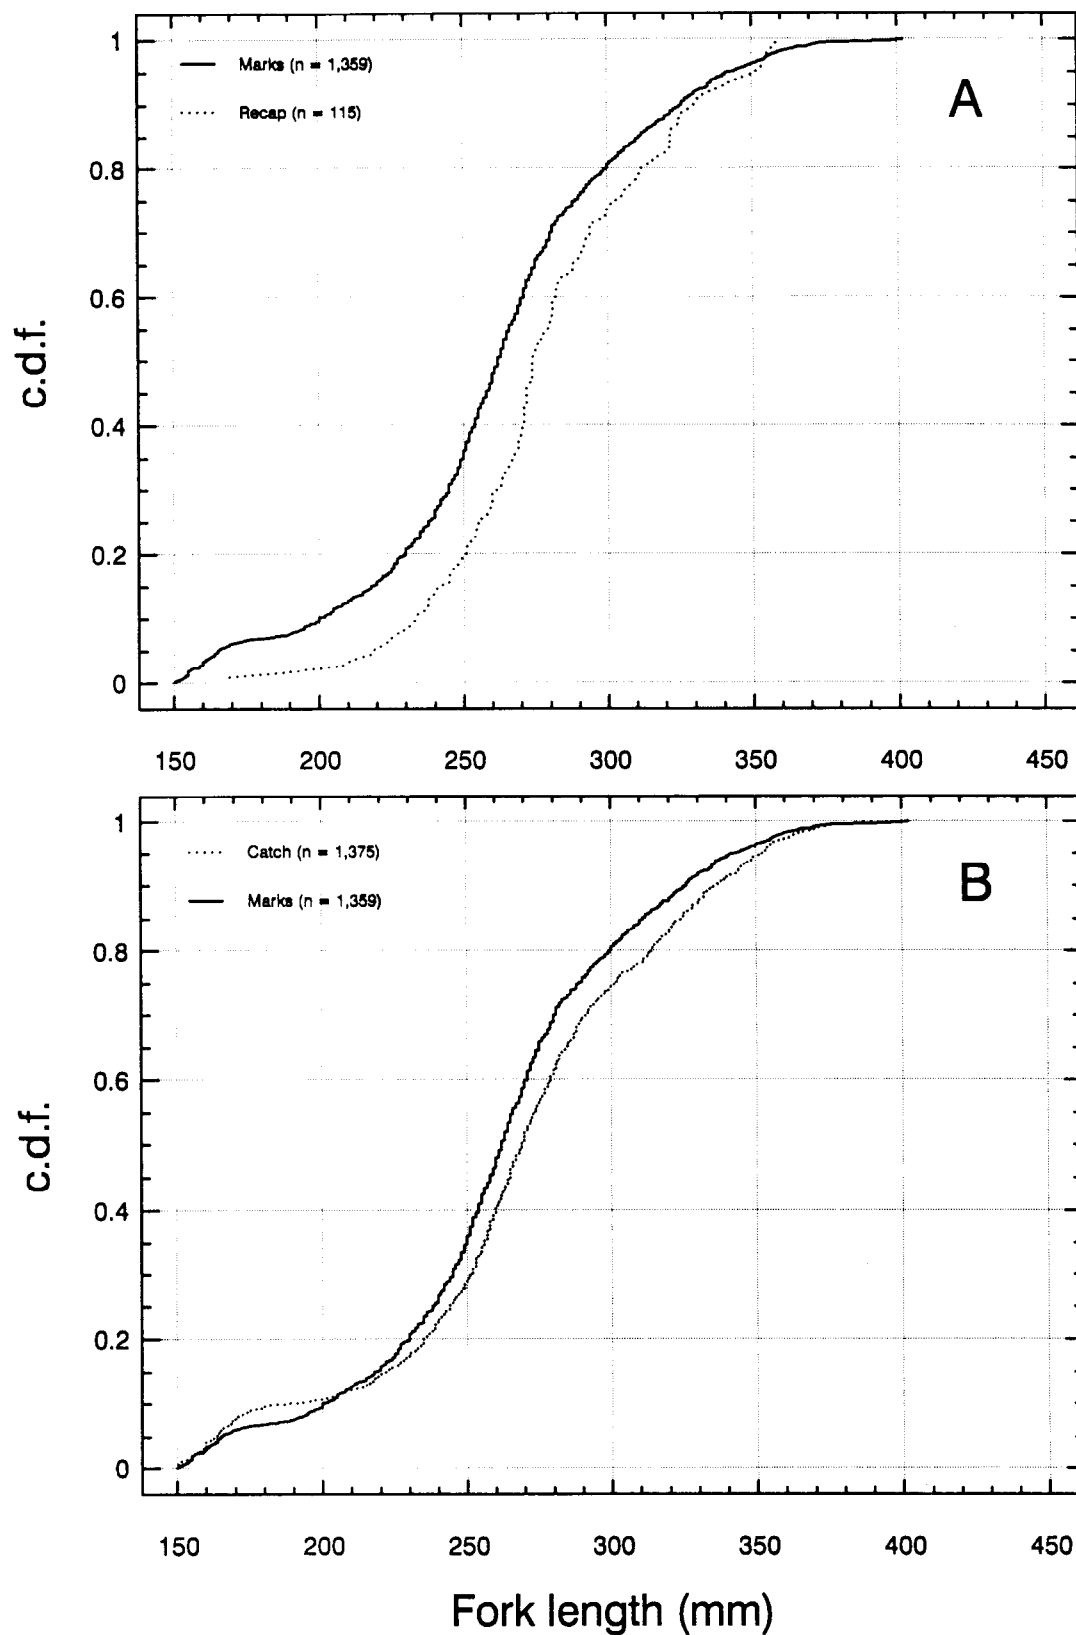 1
Marks (n = 1,359)
A
Recap (n = 115)
0.8
0.6
c.d.f.
0.4
0.2
0
150 200 250 300 350 400 450
1
Catch (n = 1,375)
B
Marks (n = 1,359)
0.8
0.6
c.d.f.
0.4
0.2
0
150 200 250 300 350 400 450
Fork length (mm)